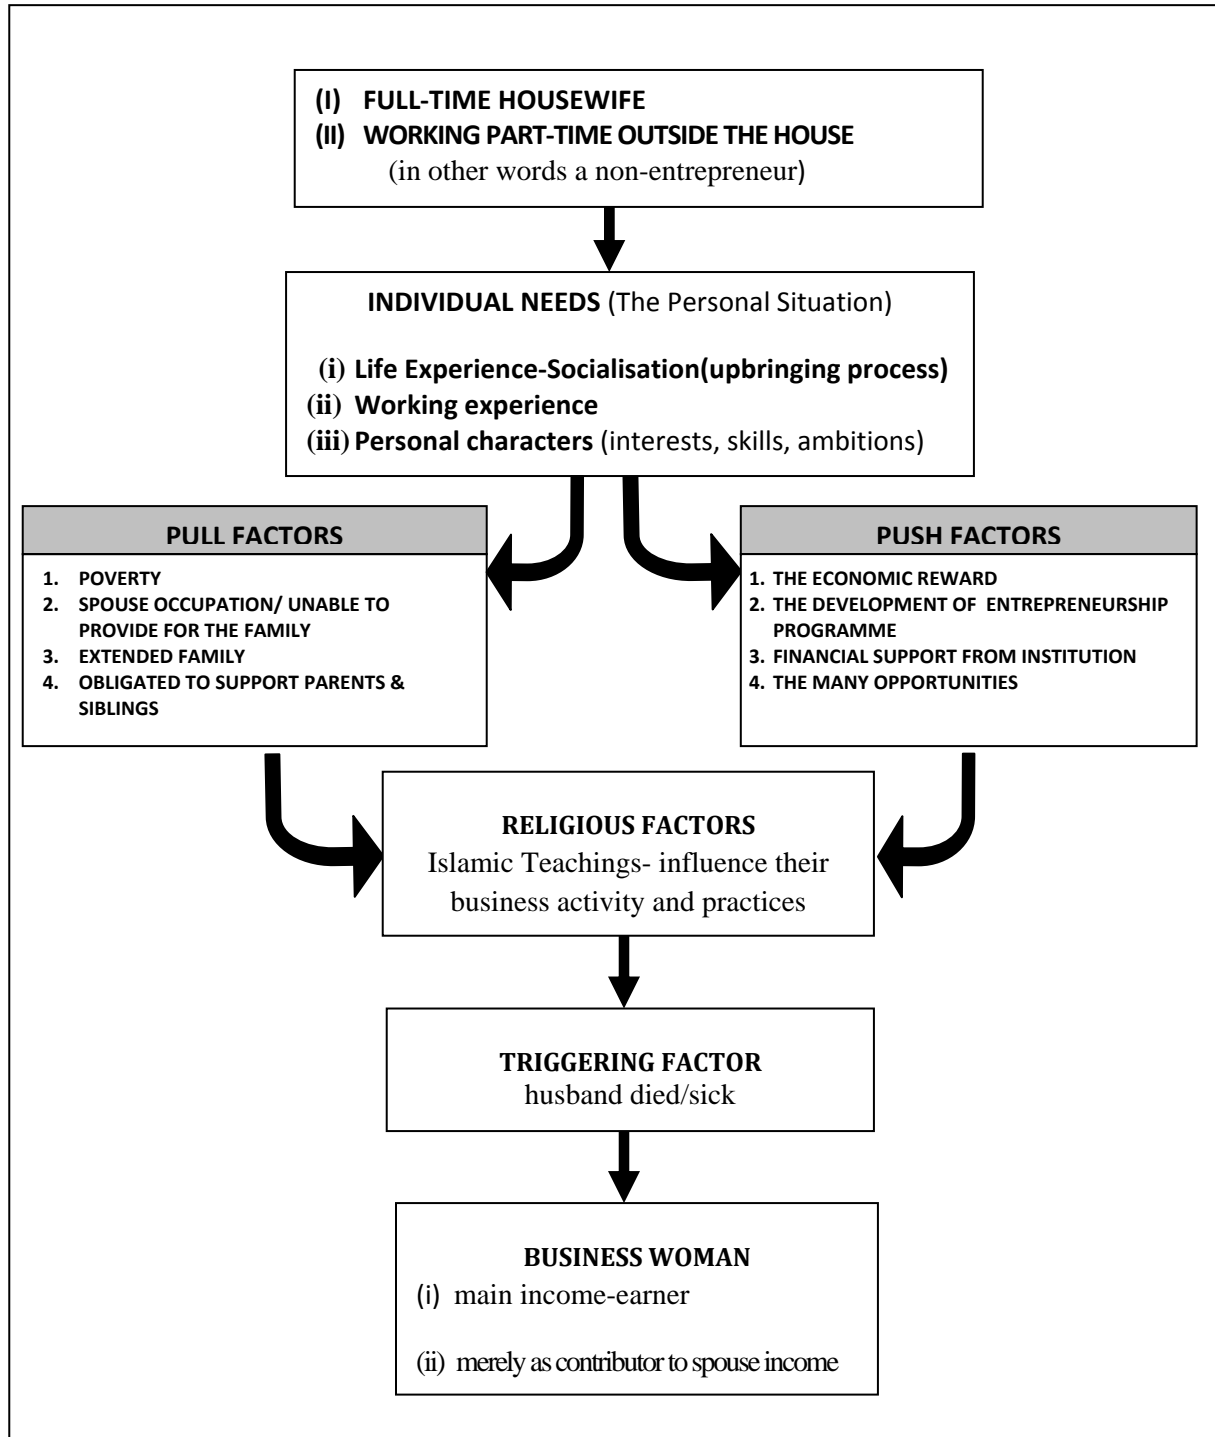 (I) FULL-TIME HOUSEWIFE
(II) WORKING PART-TIME OUTSIDE THE HOUSE
(in other words a non-entrepreneur)
INDIVIDUAL NEEDS (The Personal Situation)
(i) Life Experience-Socialisation(upbringing process)
(ii) Working experience
(iii) Personal characters (interests, skills, ambitions)
PULL FACTORS
1. POVERTY
2. SPOUSE OCCUPATION/ UNABLE TO
PROVIDE FOR THE FAMILY
3. EXTENDED FAMILY
4. OBLIGATED TO SUPPORT PARENTS &
SIBLINGS
PUSH FACTORS
1. THE ECONOMIC REWARD
2. THE DEVELOPMENT OF ENTREPRENEURSHIP
PROGRAMME
3. FINANCIAL SUPPORT FROM INSTITUTION
4. THE MANY OPPORTUNITIES
RELIGIOUS FACTORS
Islamic Teachings- influence their
business activity and practices
TRIGGERING FACTOR
husband died/sick
BUSINESS WOMAN
(i) main income-earner
(ii) merely as contributor to spouse income